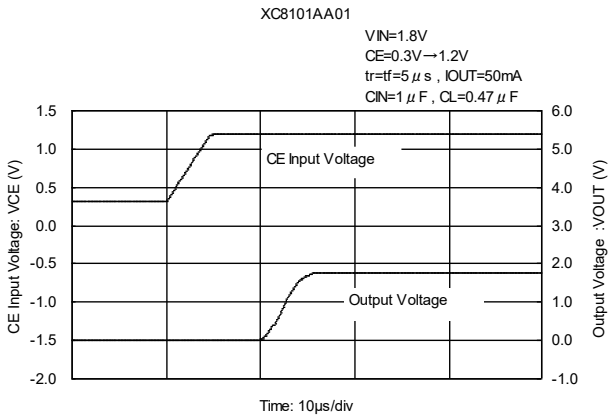 XC8101AA01
VIN=1.8V
CE=0.3V→1.2V
tr=tf=5μs , IOUT=50mA
CIN=1μF , CL=0.47μF
CE Input Voltage: VCE (V)
1.5
1.0
0.5
0.0
-0.5
-1.0
-1.5
-2.0
CE Input Voltage
Output Voltage
6.0
5.0
4.0
3.0
2.0
1.0
0.0
-1.0
Output Voltage :VOUT (V)
Time: 10μs/div